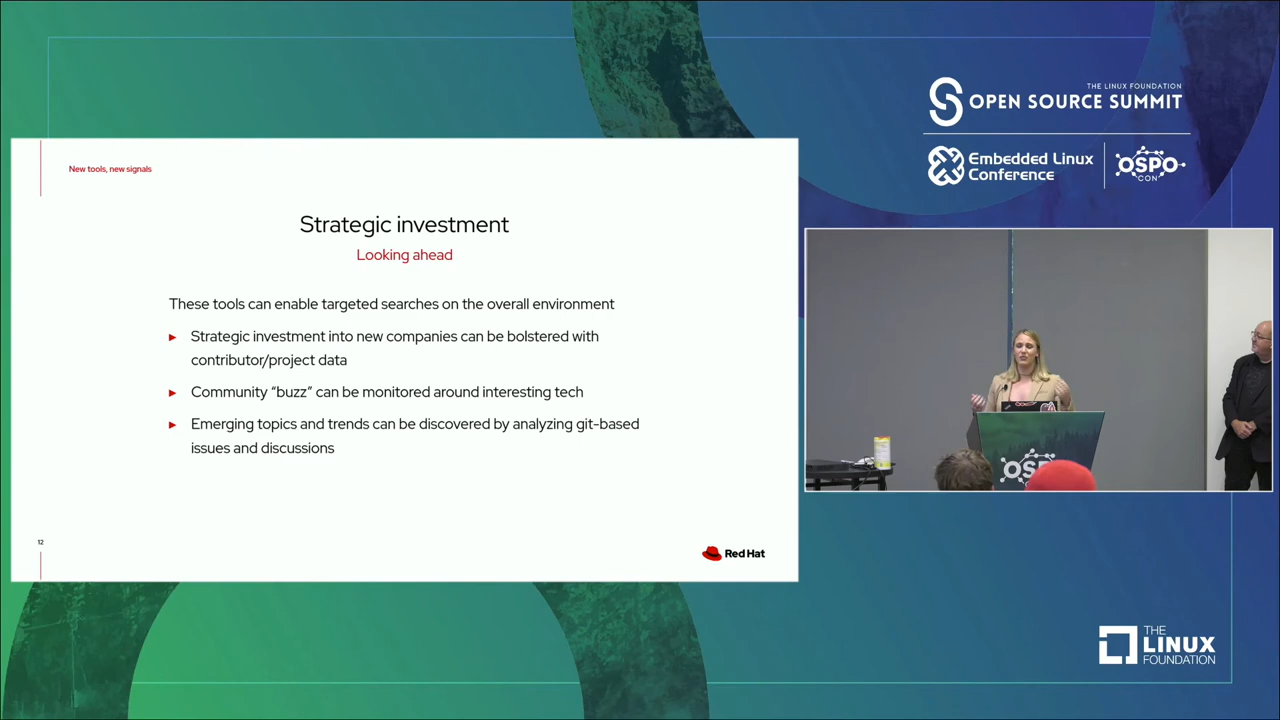 New tools, new signals
Strategic investment
Looking ahead
These tools can enable targeted searches on the overall environment
▸ Strategic investment into new companies can be bolstered with
contributor/project data
▸ Community “buzz” can be monitored around interesting tech
▸ Emerging topics and trends can be discovered by analyzing git-based
issues and discussions
12
Red Hat
THE LINUX FOUNDATION
OPEN SOURCE SUMMIT
Embedded Linux
Conference
OSPO
CON
OSP
THE
LINUX
FOUNDATION